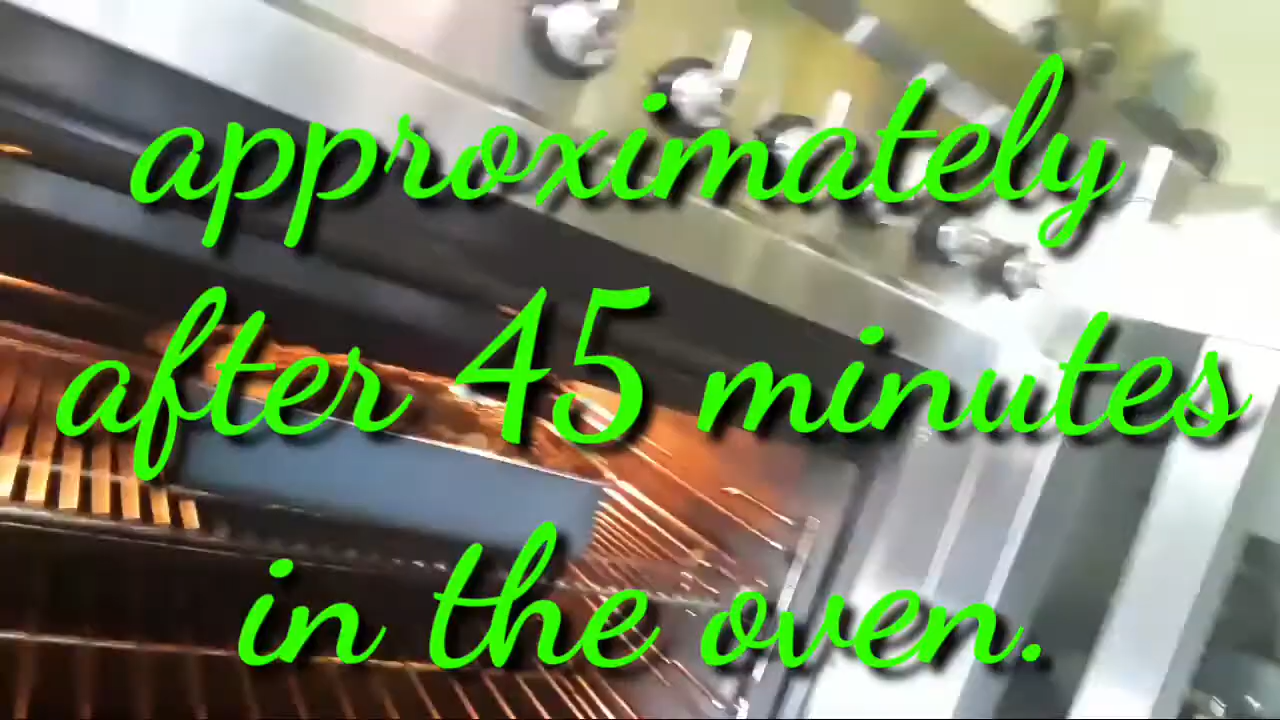 approximately
after 45 minutes
in the oven.